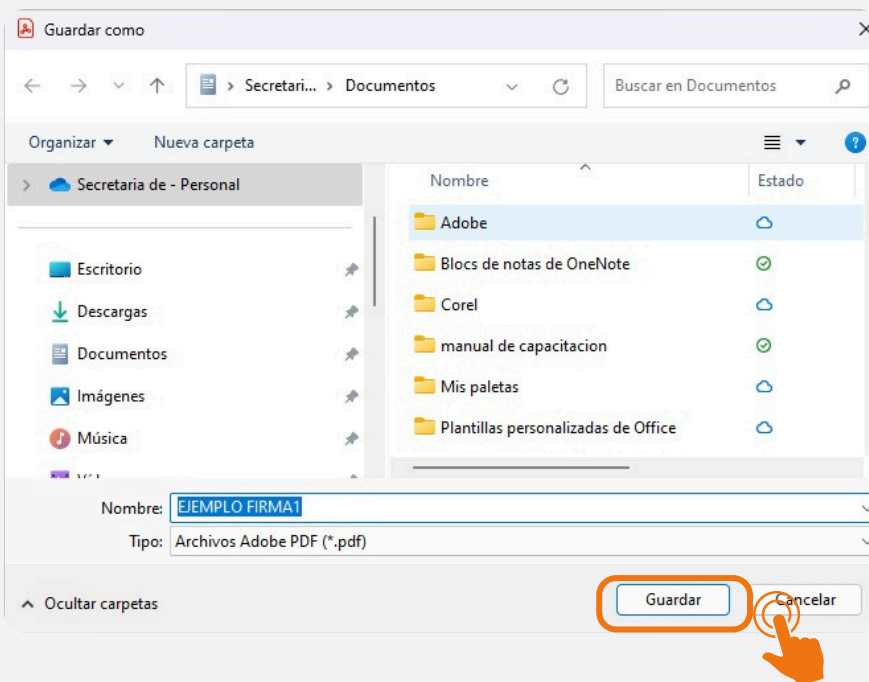 Guardar como
Secretari... > Documentos
Buscar en Documentos
Organizar
Nueva carpeta
Secretaria de - Personal
Nombre
Estado
Adobe
Blocs de notas de OneNote
Corel
manual de capacitacion
Mis paletas
Plantillas personalizadas de Office
Escritorio
Descargas
Documentos
Imágenes
Música
Nombre: EJEMPLO FIRMA1
Tipo: Archivos Adobe PDF (*.pdf)
Ocultar carpetas
Guardar
Cancelar